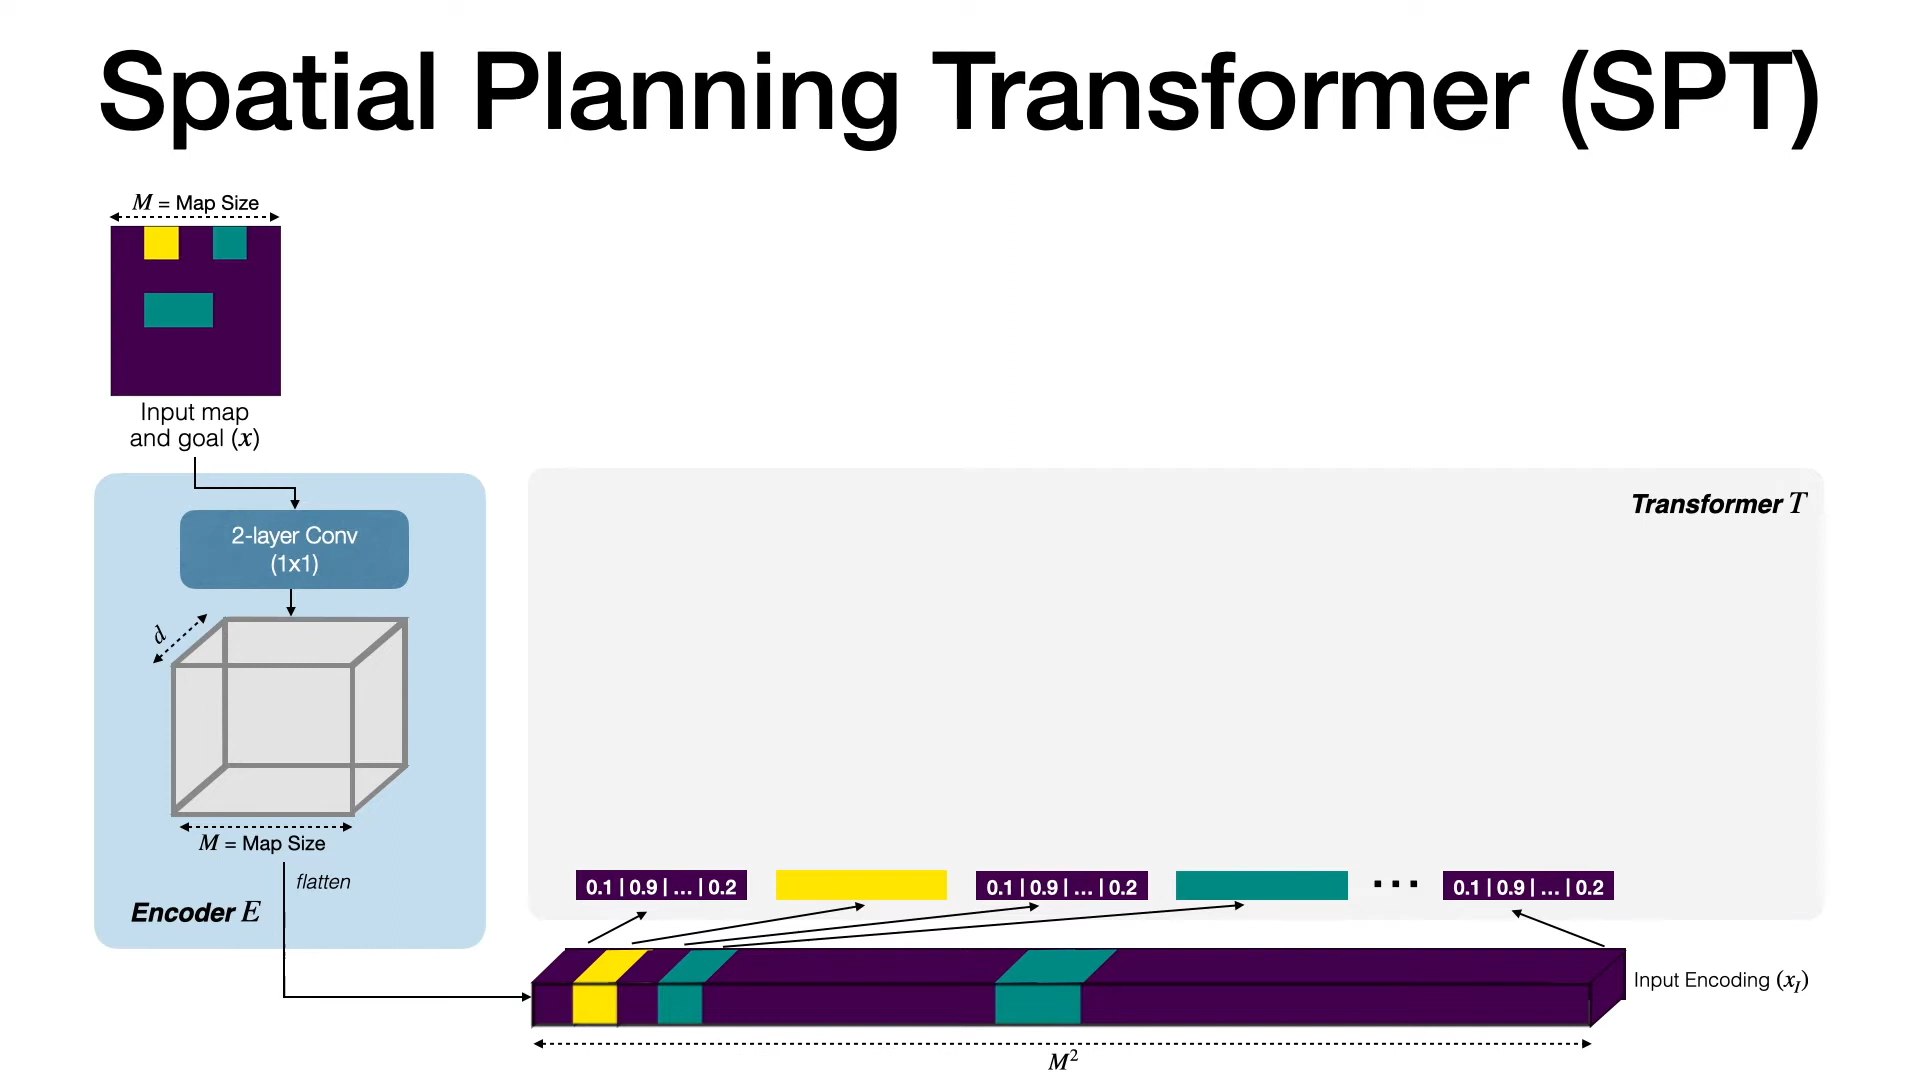 Spatial Planning Transformer (SPT)
M = Map Size
Input map
and goal (x)
2-layer Conv
(1x1)
d
M = Map Size
flatten
Encoder E
Transformer T
0.1 | 0.9 | ... | 0.2
0.1 | 0.9 | ... | 0.2
...
0.1 | 0.9 | ... | 0.2
Input Encoding (x_I)
M²